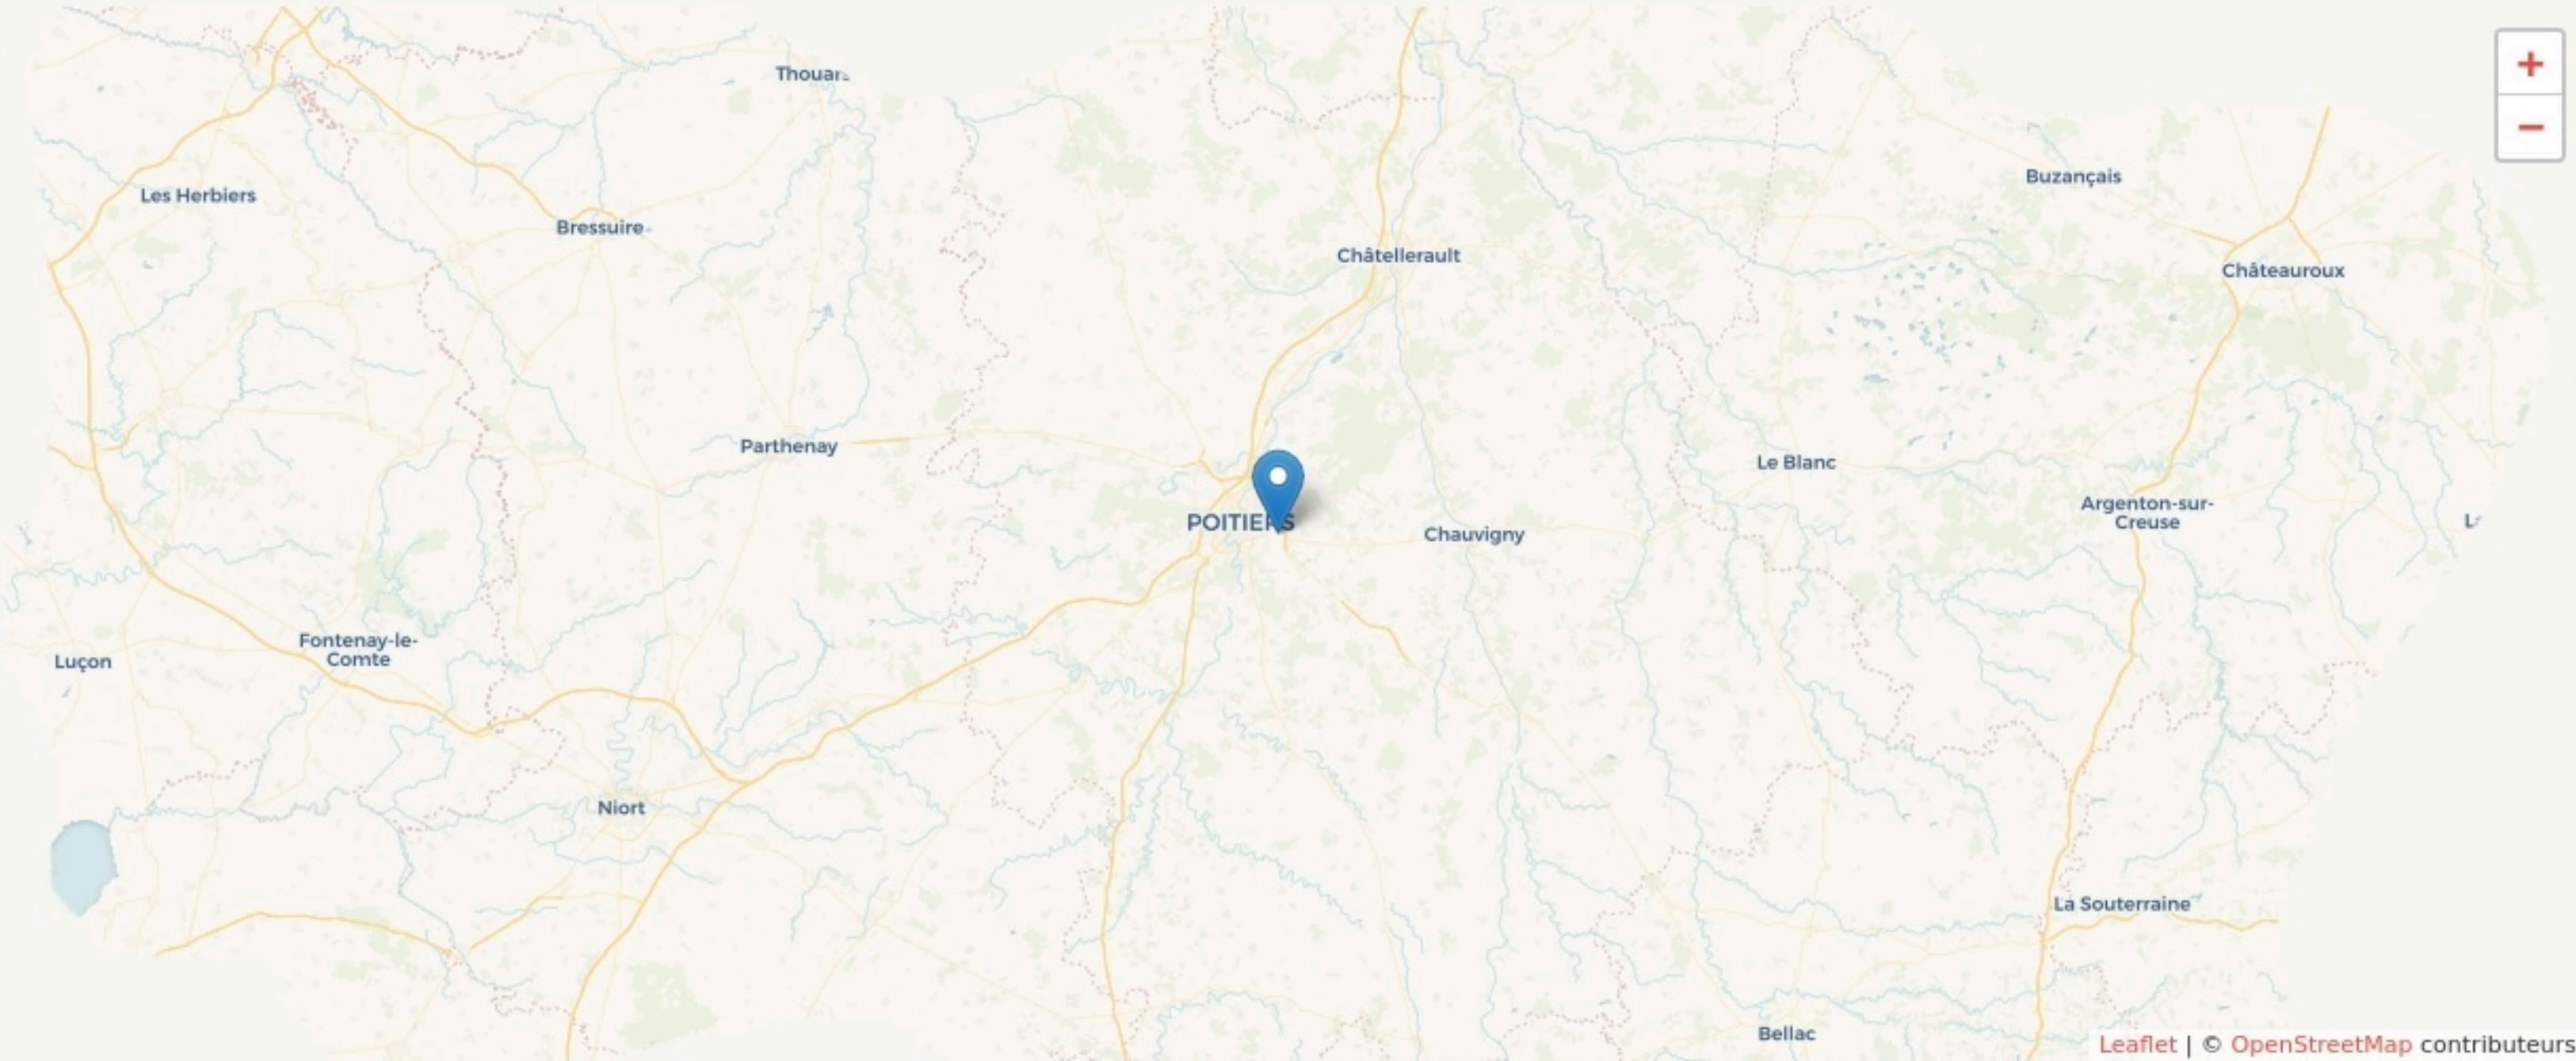 Thouars
+
−
Buzançais
Les Herbiers
Bressuire
Châtellerault
Châteauroux
Parthenay
Le Blanc
Argenton-sur-
Creuse
POITIERS
Chauvigny
Fontenay-le-
Comte
Luçon
Niort
La Souterraine
Bellac
Leaflet | © OpenStreetMap contributeurs